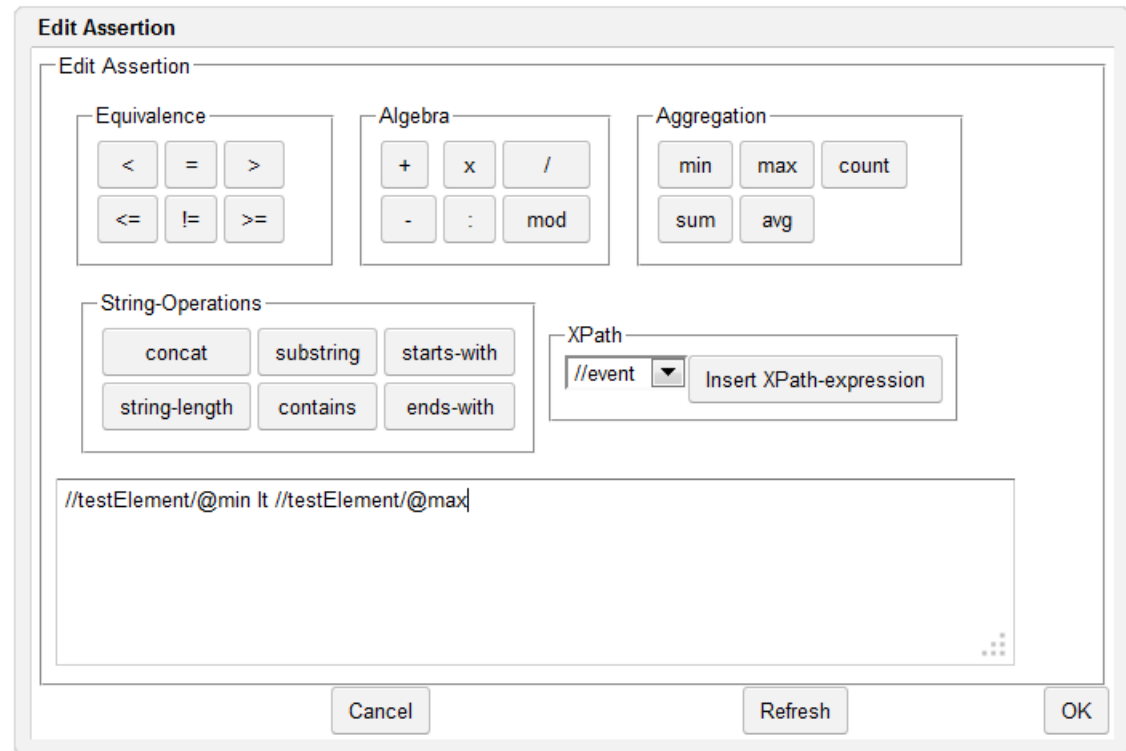 Edit Assertion
Edit Assertion
Equivalence
< = >
<= != >=
Algebra
+ x /
- : mod
Aggregation
min max count
sum avg
String-Operations
concat substring starts-with
string-length contains ends-with
XPath
//event Insert XPath-expression
//testElement/@min lt //testElement/@max
Cancel Refresh OK